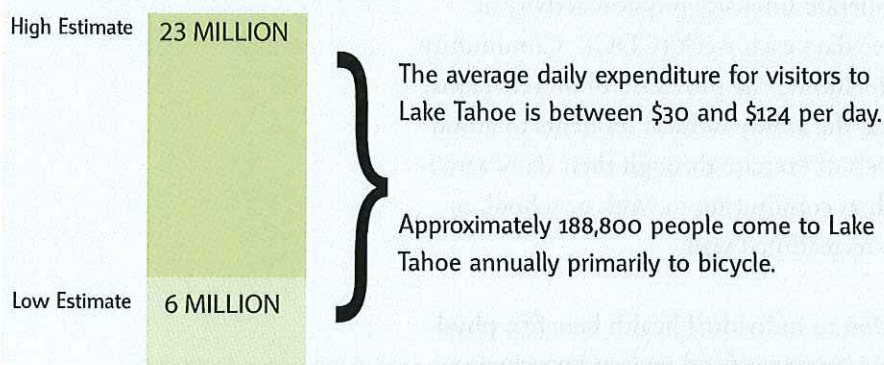 High Estimate
23 MILLION
The average daily expenditure for visitors to
Lake Tahoe is between $30 and $124 per day.
Approximately 188,800 people come to Lake
Tahoe annually primarily to bicycle.
Low Estimate
6 MILLION